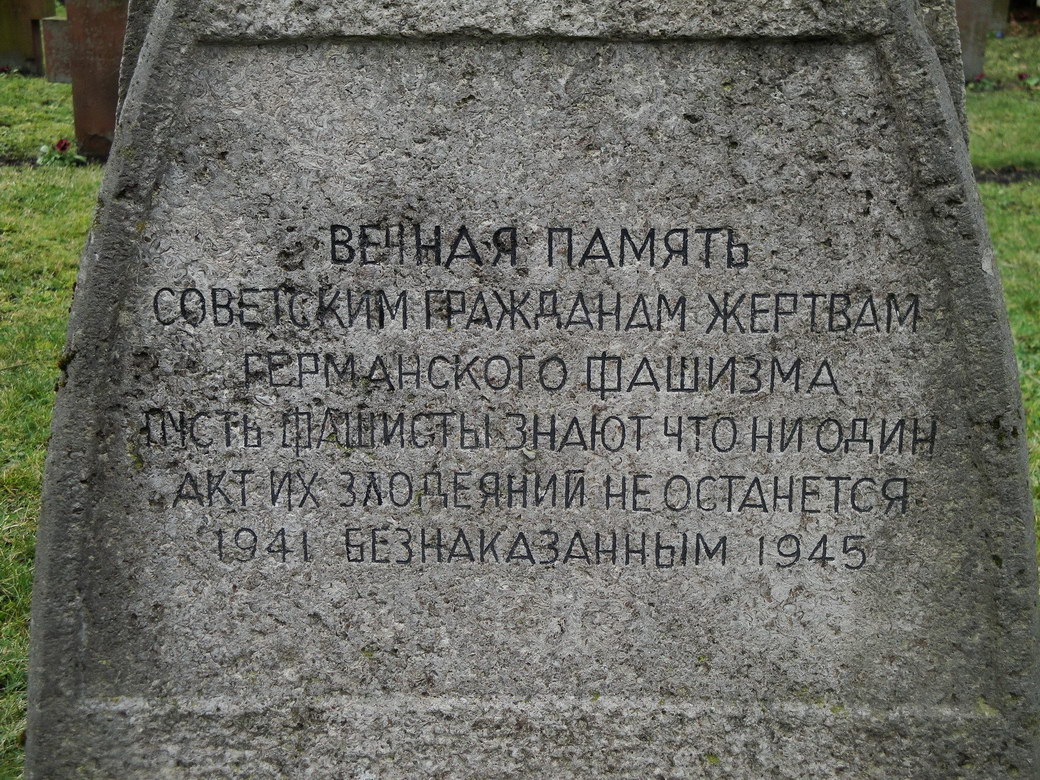 ВЕЧНАЯ ПАМЯТЬ
СОВЕТСКИМ ГРАЖДАНАМ ЖЕРТВАМ
ГЕРМАНСКОГО ФАШИЗМА
ПУСТЬ ФАШИСТЫ ЗНАЮТ ЧТО НИ ОДИН
АКТ ИХ ЗЛОДЕЯНИЙ НЕ ОСТАНЕТСЯ
1941 БЕЗНАКАЗАННЫМ 1945